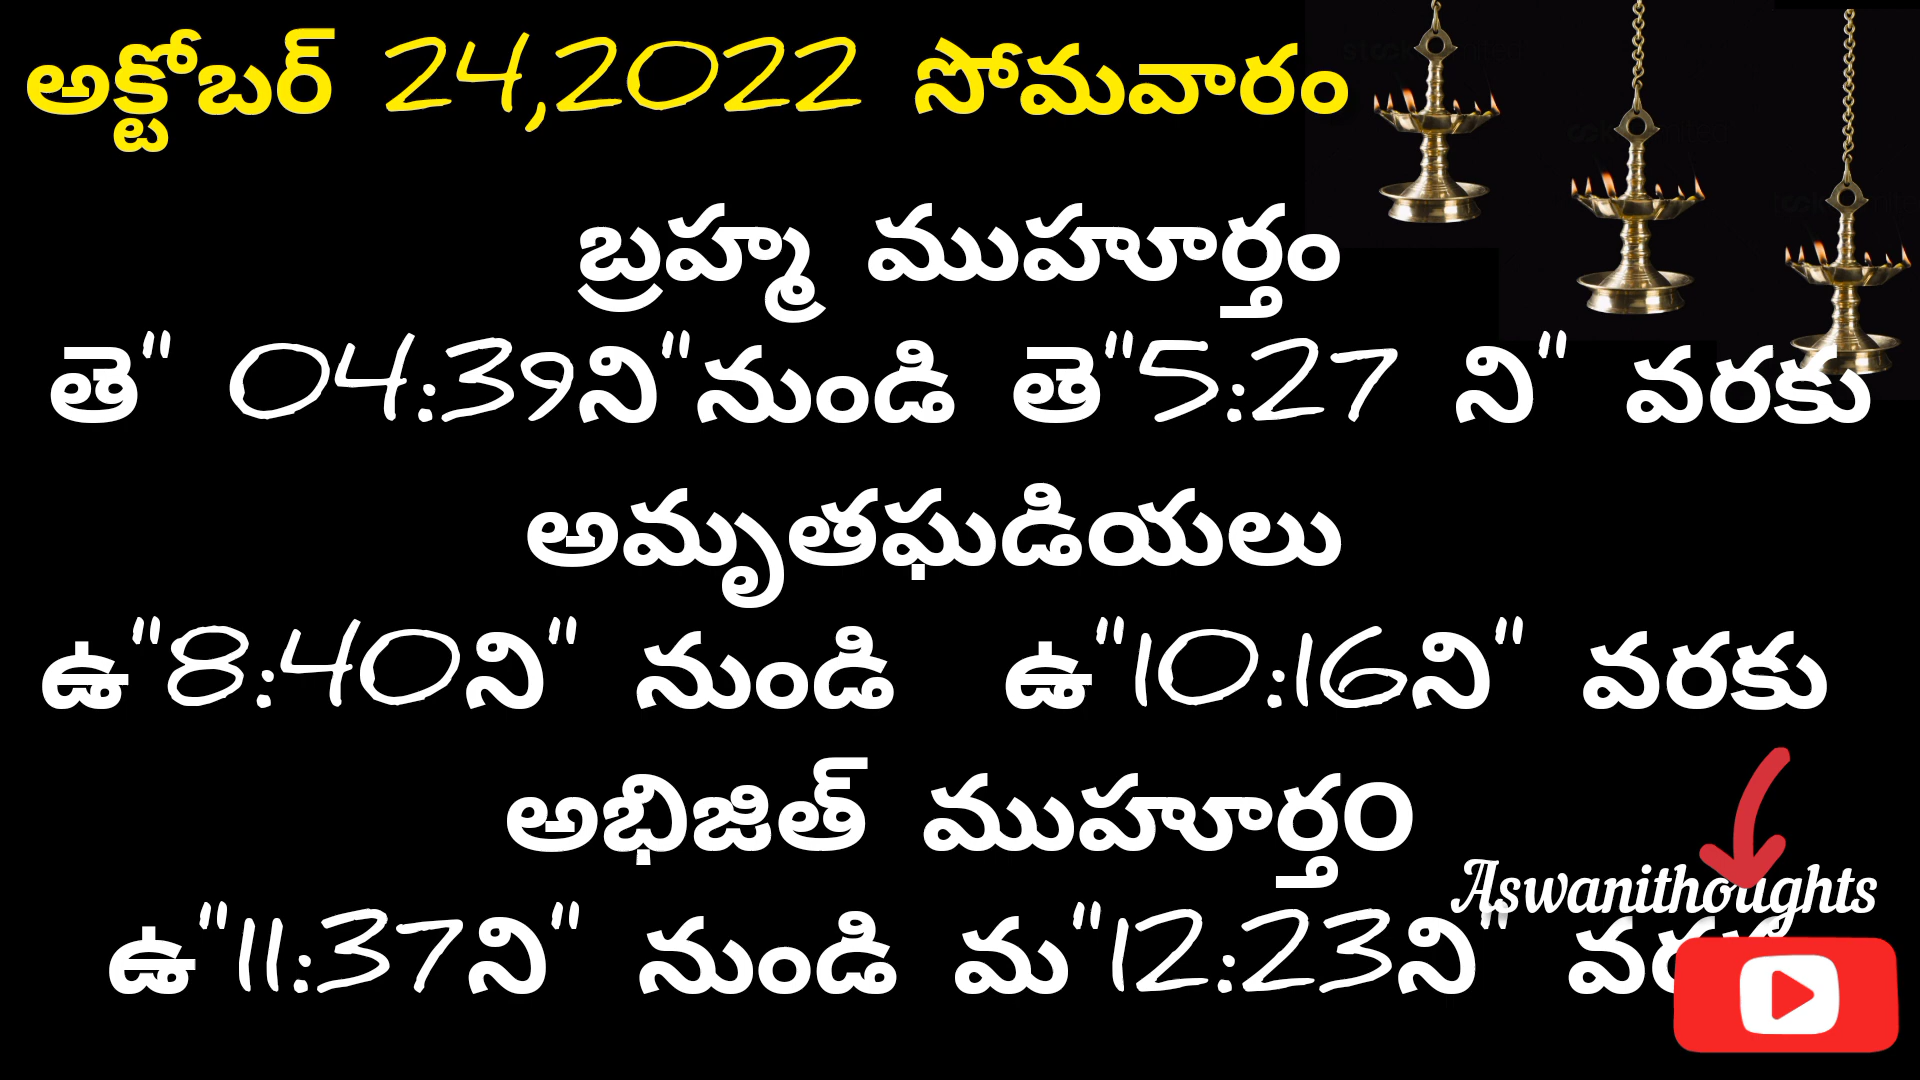 అక్టోబర్ 24,2022 సోమవారం
బ్రహ్మ ముహూర్తం
తె" 04:39ని"నుండి తె"5:27 ని" వరకు
అమృతఘడియలు
ఉ"8:40ని" నుండి ఉ"10:16ని" వరకు
అభిజిత్ ముహూర్తం
ఉ"11:37ని" నుండి మ"12:23ని" వరకు
Aswanithoughts